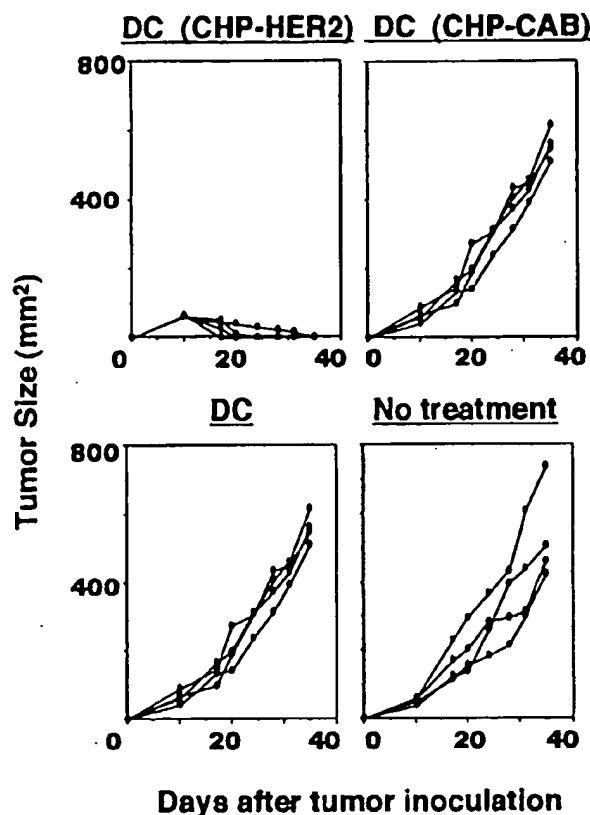 DC (CHP-HER2) DC (CHP-CAB)
800
400
0 20 40 0 20 40
DC No treatment
800
400
0
0 20 40 0 20 40
Tumor Size (mm²)
Days after tumor inoculation